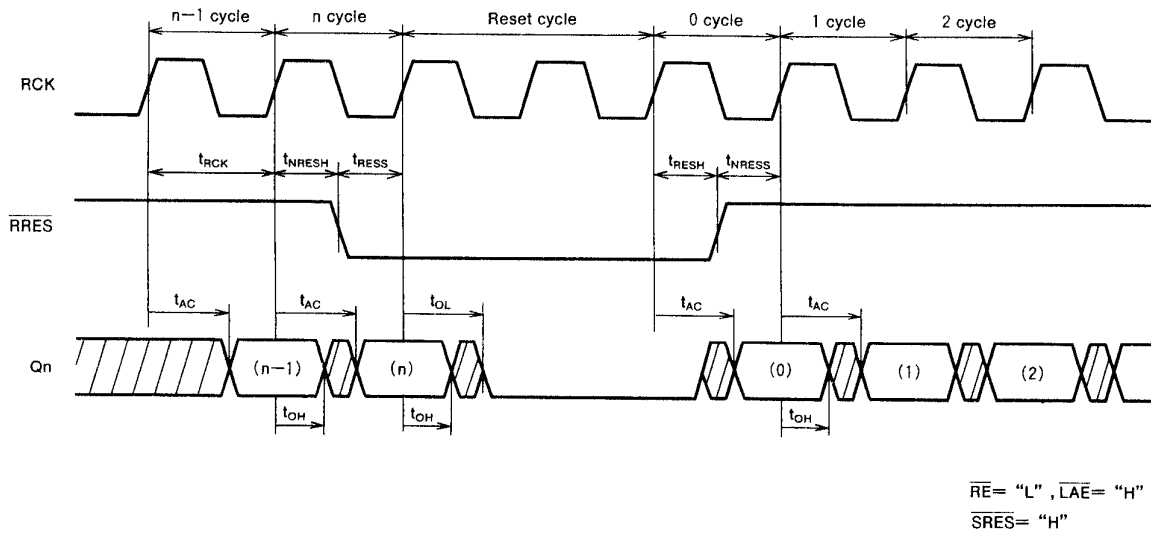 n−1 cycle n cycle Reset cycle 0 cycle 1 cycle 2 cycle
RCK
tRCK tNRESH tRESS tRESH tNRESS
RRES
tAC tAC tOL tAC tAC
Qn (n−1) (n) (0) (1) (2)
tOH tOH tOH
RE= “L” , LAE= “H”
SRES= “H”